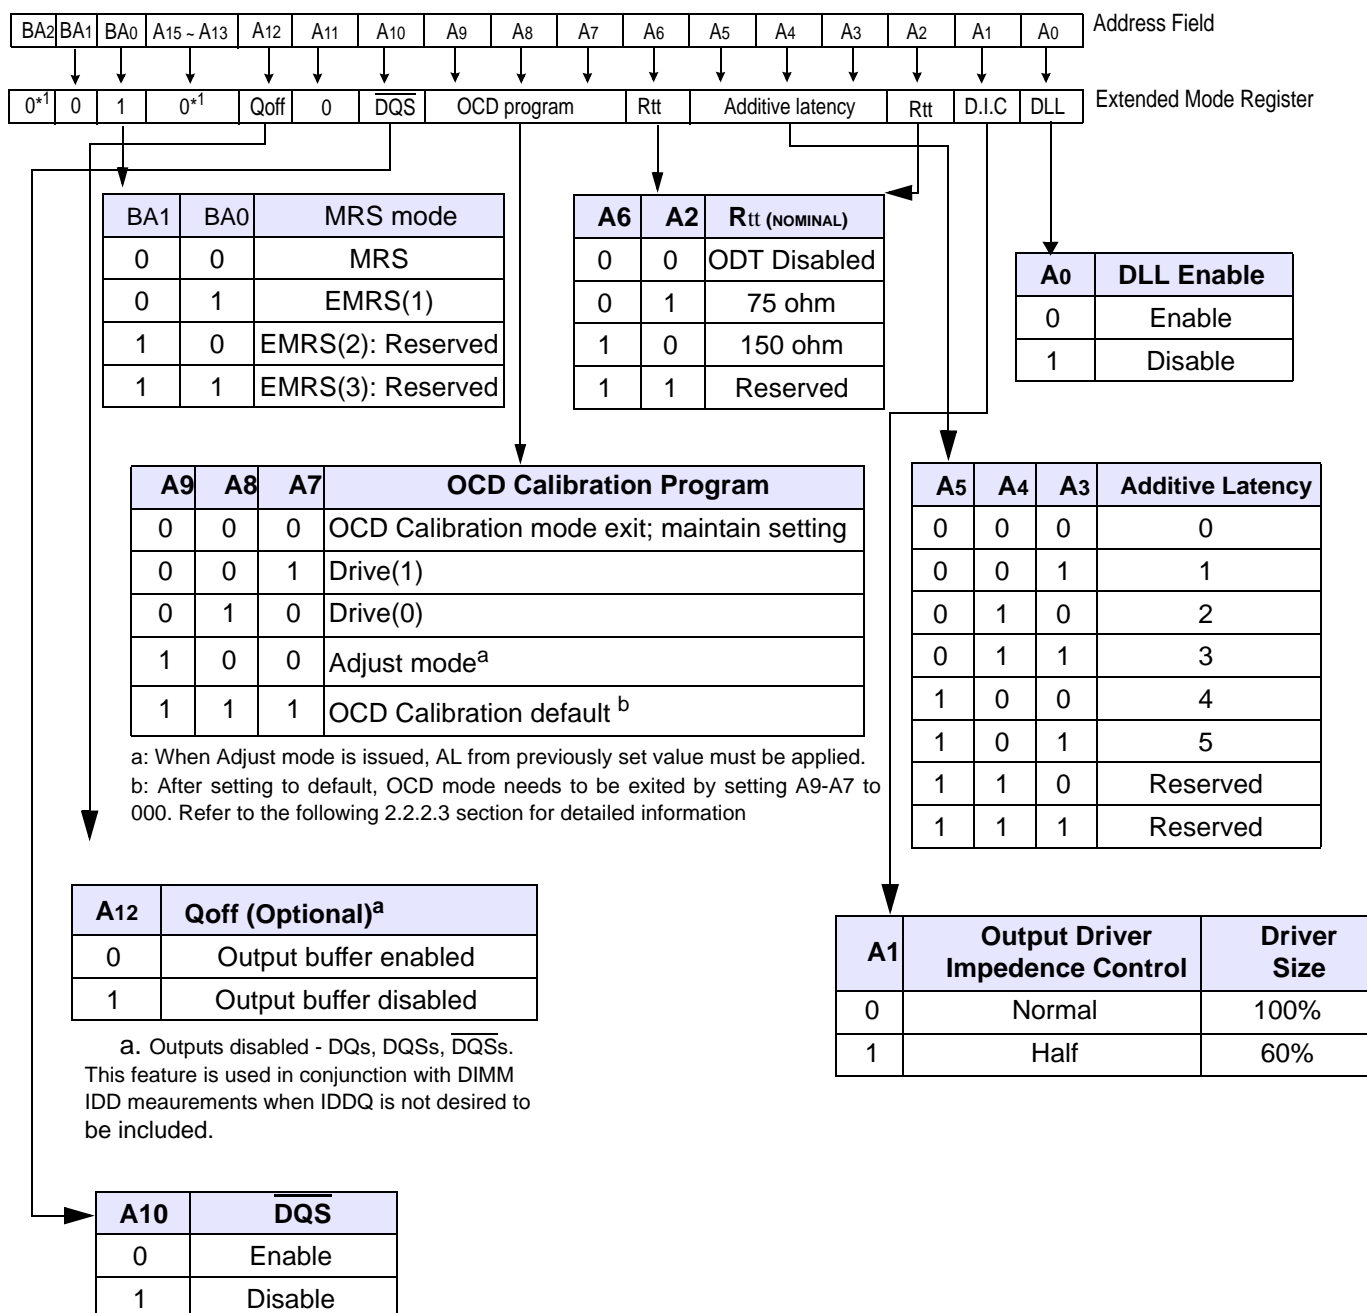 BA2 BA1 BA0 A15 ~ A13 A12 A11 A10 A9 A8 A7 A6 A5 A4 A3 A2 A1 A0 Address Field
0*1 0 1 0*1 Qoff 0 DQS OCD program Rtt Additive latency Rtt D.I.C DLL Extended Mode Register
BA1 BA0 MRS mode
0 0 MRS
0 1 EMRS(1)
1 0 EMRS(2): Reserved
1 1 EMRS(3): Reserved
A6 A2 Rtt (NOMINAL)
0 0 ODT Disabled
0 1 75 ohm
1 0 150 ohm
1 1 Reserved
A0 DLL Enable
0 Enable
1 Disable
A9 A8 A7 OCD Calibration Program
0 0 0 OCD Calibration mode exit; maintain setting
0 0 1 Drive(1)
0 1 0 Drive(0)
1 0 0 Adjust modea
1 1 1 OCD Calibration default b
a: When Adjust mode is issued, AL from previously set value must be applied.
b: After setting to default, OCD mode needs to be exited by setting A9-A7 to
000. Refer to the following 2.2.2.3 section for detailed information
A5 A4 A3 Additive Latency
0 0 0 0
0 0 1 1
0 1 0 2
0 1 1 3
1 0 0 4
1 0 1 5
1 1 0 Reserved
1 1 1 Reserved
A12 Qoff (Optional)a
0 Output buffer enabled
1 Output buffer disabled
a. Outputs disabled - DQs, DQSs, DQSs.
This feature is used in conjunction with DIMM
IDD meaurements when IDDQ is not desired to
be included.
A1 Output Driver Impedence Control Driver Size
0 Normal 100%
1 Half 60%
A10 DQS
0 Enable
1 Disable